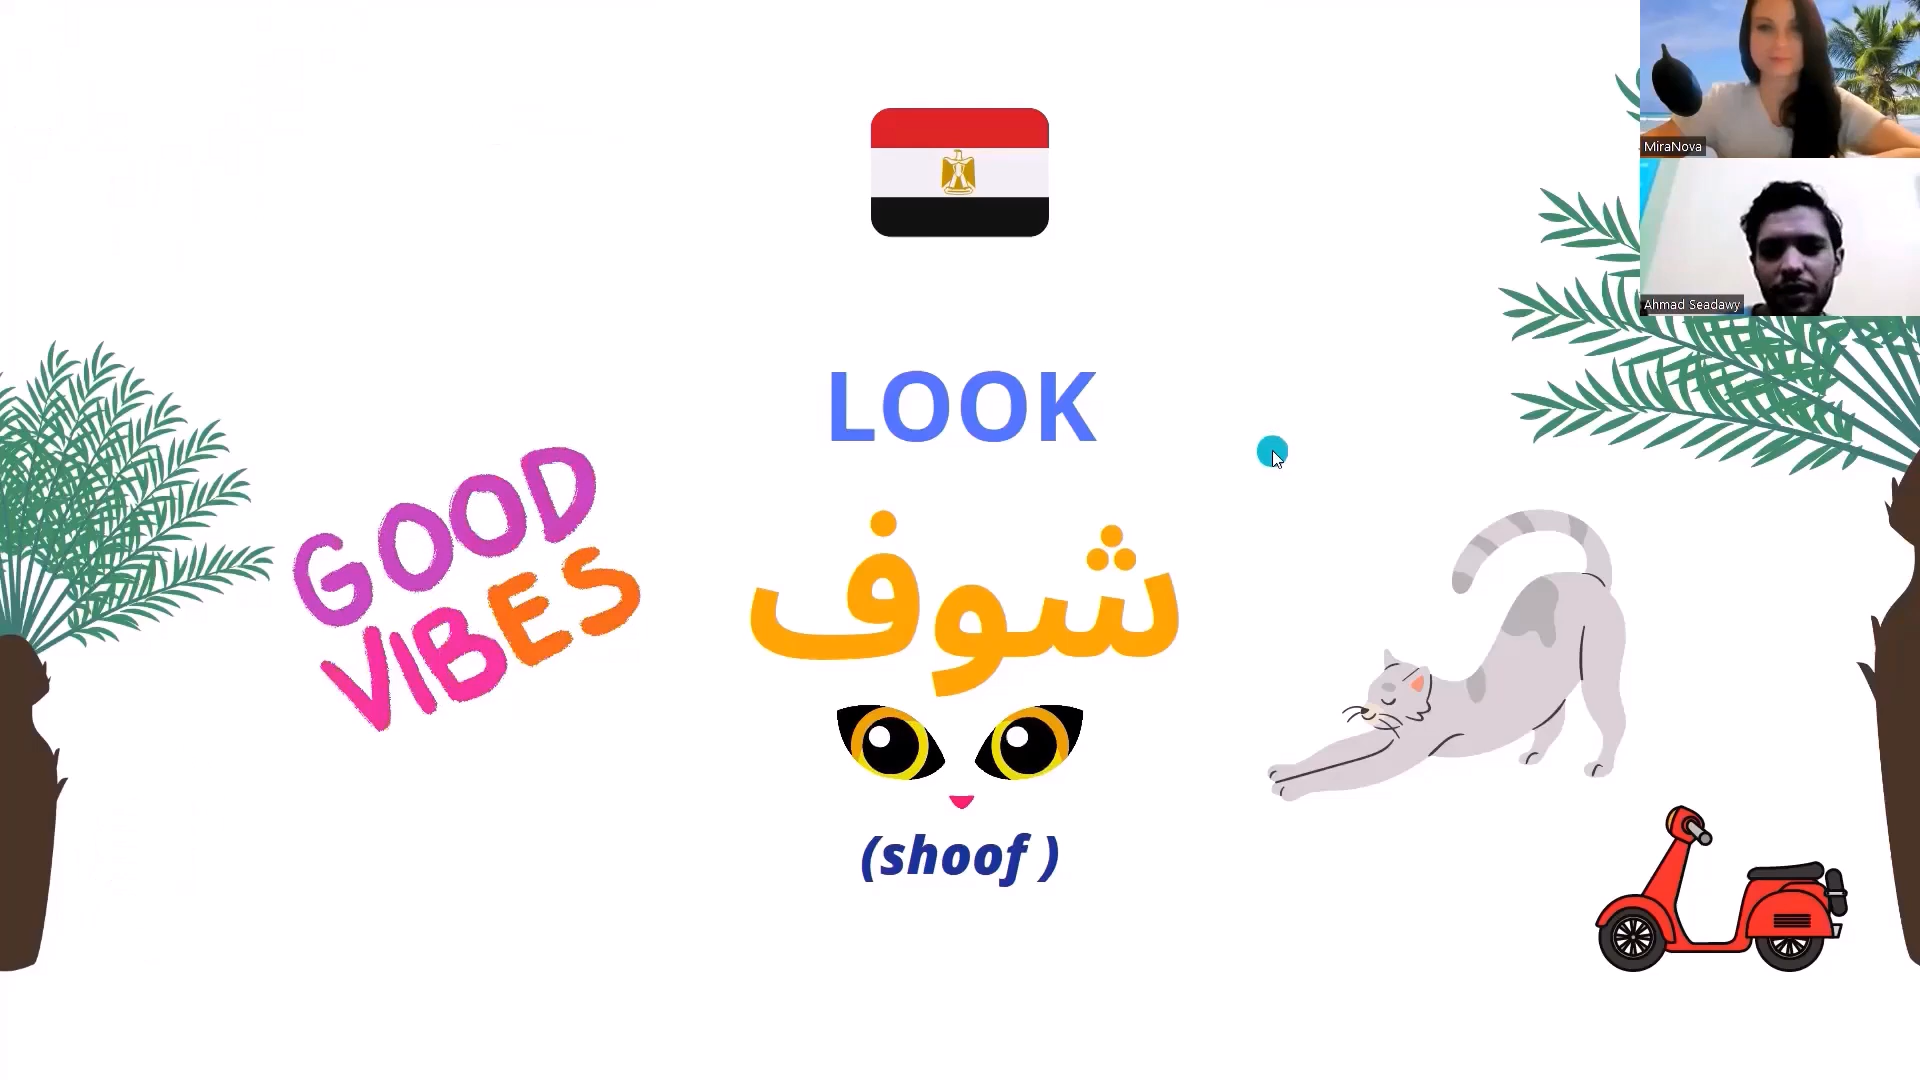 MiraNova
Ahmad Seadawy
LOOK
GOOD
VIBES
شوف
(shoof )